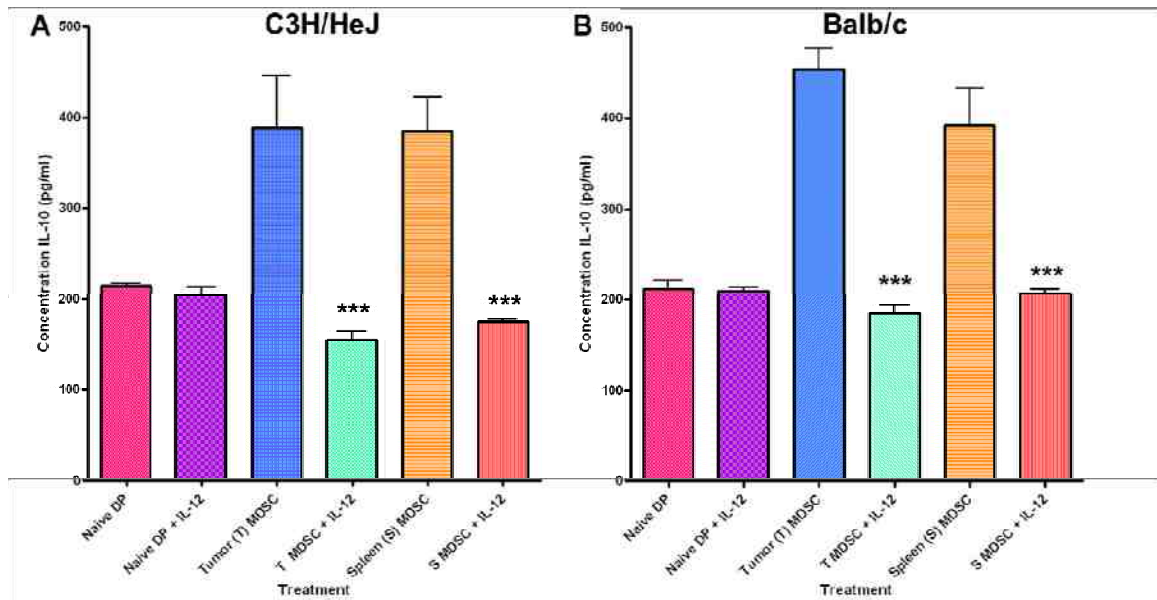 A C3H/HeJ
500
400
300
200
100
0
Concentration IL-10 (pg/ml)
***
***
Naive DP
Naive DP + IL-12
Tumor (T) MDSC
T MDSC + IL-12
Spleen (S) MDSC
S MDSC + IL-12
Treatment
B Balb/c
500
400
300
200
100
0
Concentration IL-10 (pg/ml)
***
***
Naive DP
Naive DP + IL-12
Tumor (T) MDSC
T MDSC + IL-12
Spleen (S) MDSC
S MDSC + IL-12
Treatment